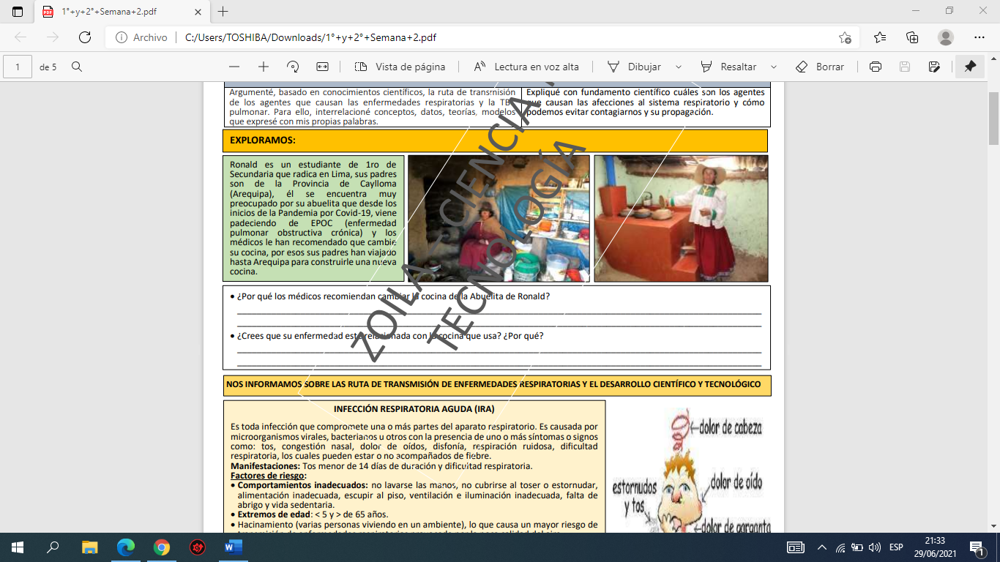 1°+y+2°+Semana+2.pdf
Archivo
C:/Users/TOSHIBA/Downloads/1°+y+2°+Semana+2.pdf
1
de 5
Vista de página
Lectura en voz alta
Dibujar
Resaltar
Borrar
Argumenté, basado en conocimientos científicos, la ruta de transmisión
de los agentes que causan las enfermedades respiratorias y la TB
pulmonar. Para ello, interrelacioné conceptos, datos, teorías, modelos
que expresé con mis propias palabras.
Expliqué con fundamento científico cuáles son los agentes
que causan las afecciones al sistema respiratorio y cómo
podemos evitar contagiarnos y su propagación.
EXPLORAMOS:
Ronald es un estudiante de 1ro de
Secundaria que radica en Lima, sus padres
son de la Provincia de Caylloma
(Arequipa), él se encuentra muy
preocupado por su abuelita que desde los
inicios de la Pandemia por Covid-19, viene
padeciendo de EPOC (enfermedad
pulmonar obstructiva crónica) y los
médicos le han recomendado que cambie
su cocina, por esos sus padres han viajado
hasta Arequipa para construirle una nueva
cocina.
ZOILA – CIENCIA
TECNOLOGÍA
• ¿Por qué los médicos recomiendan cambiar la cocina de la Abuelita de Ronald?
• ¿Crees que su enfermedad está relacionada con la cocina que usa? ¿Por qué?
NOS INFORMAMOS SOBRE LAS RUTA DE TRANSMISIÓN DE ENFERMEDADES RESPIRATORIAS Y EL DESARROLLO CIENTÍFICO Y TECNOLÓGICO
INFECCIÓN RESPIRATORIA AGUDA (IRA)
Es toda infección que compromete una o más partes del aparato respiratorio. Es causada por
microorganismos virales, bacterianos u otros con la presencia de uno o más síntomas o signos
como: tos, congestión nasal, dolor de oídos, disfonía, respiración ruidosa, dificultad
respiratoria, los cuales pueden estar o no acompañados de fiebre.
Manifestaciones: Tos menor de 14 días de duración y dificultad respiratoria.
Factores de riesgo:
• Comportamientos inadecuados: no lavarse las manos, no cubrirse al toser o estornudar,
alimentación inadecuada, escupir al piso, ventilación e iluminación inadecuada, falta de
abrigo y vida sedentaria.
• Extremos de edad: < 5 y > de 65 años.
• Hacinamiento (varias personas viviendo en un ambiente), lo que causa un mayor riesgo de
dolor de cabeza
dolor de oído
estornudos
y tos
dolor de garganta
ESP
21:33
29/06/2021
1